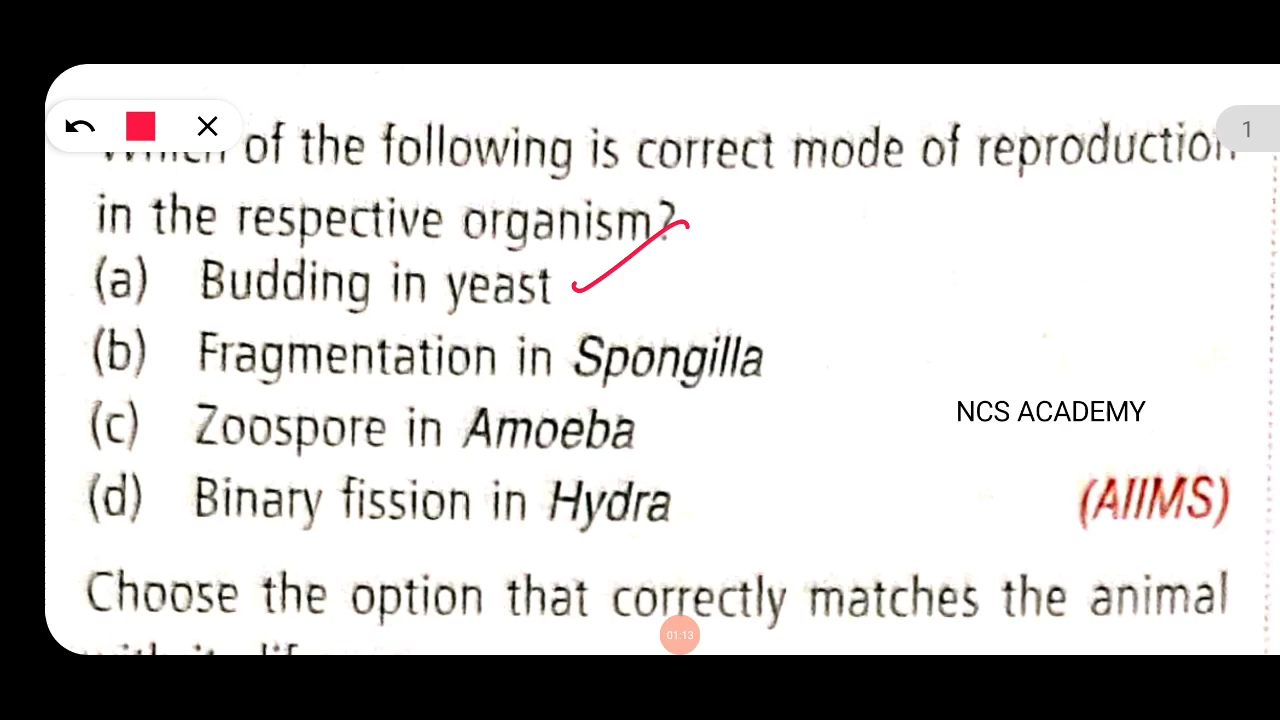 1
of the following is correct mode of reproduction
in the respective organism?
(a) Budding in yeast
(b) Fragmentation in Spongilla
(c) Zoospore in Amoeba
NCS ACADEMY
(d) Binary fission in Hydra (AIIMS)
Choose the option that correctly matches the animal
01:13